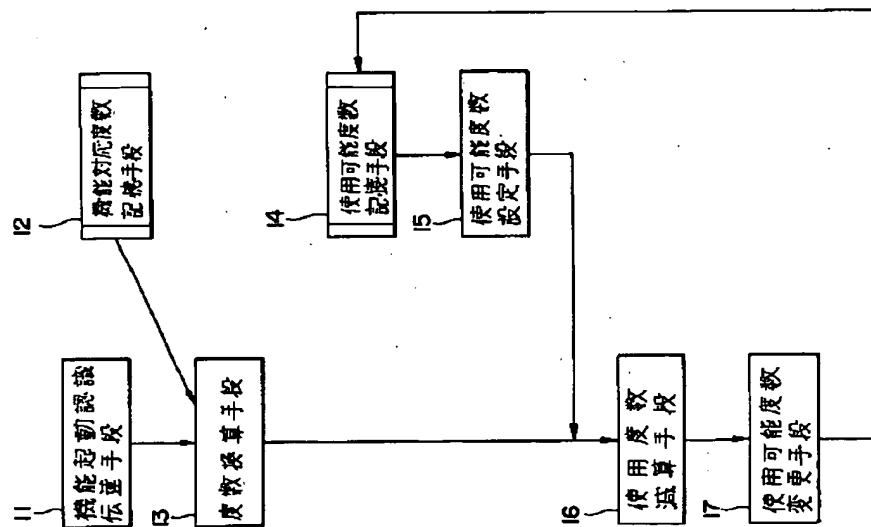 11
機能起動認識
伝達手段
12
機能対応度数
記憶手段
13
度数換算手段
14
使用可能度数
記憶手段
15
使用可能度数
設定手段
16
使用度数
減算手段
17
使用可能度数
変更手段